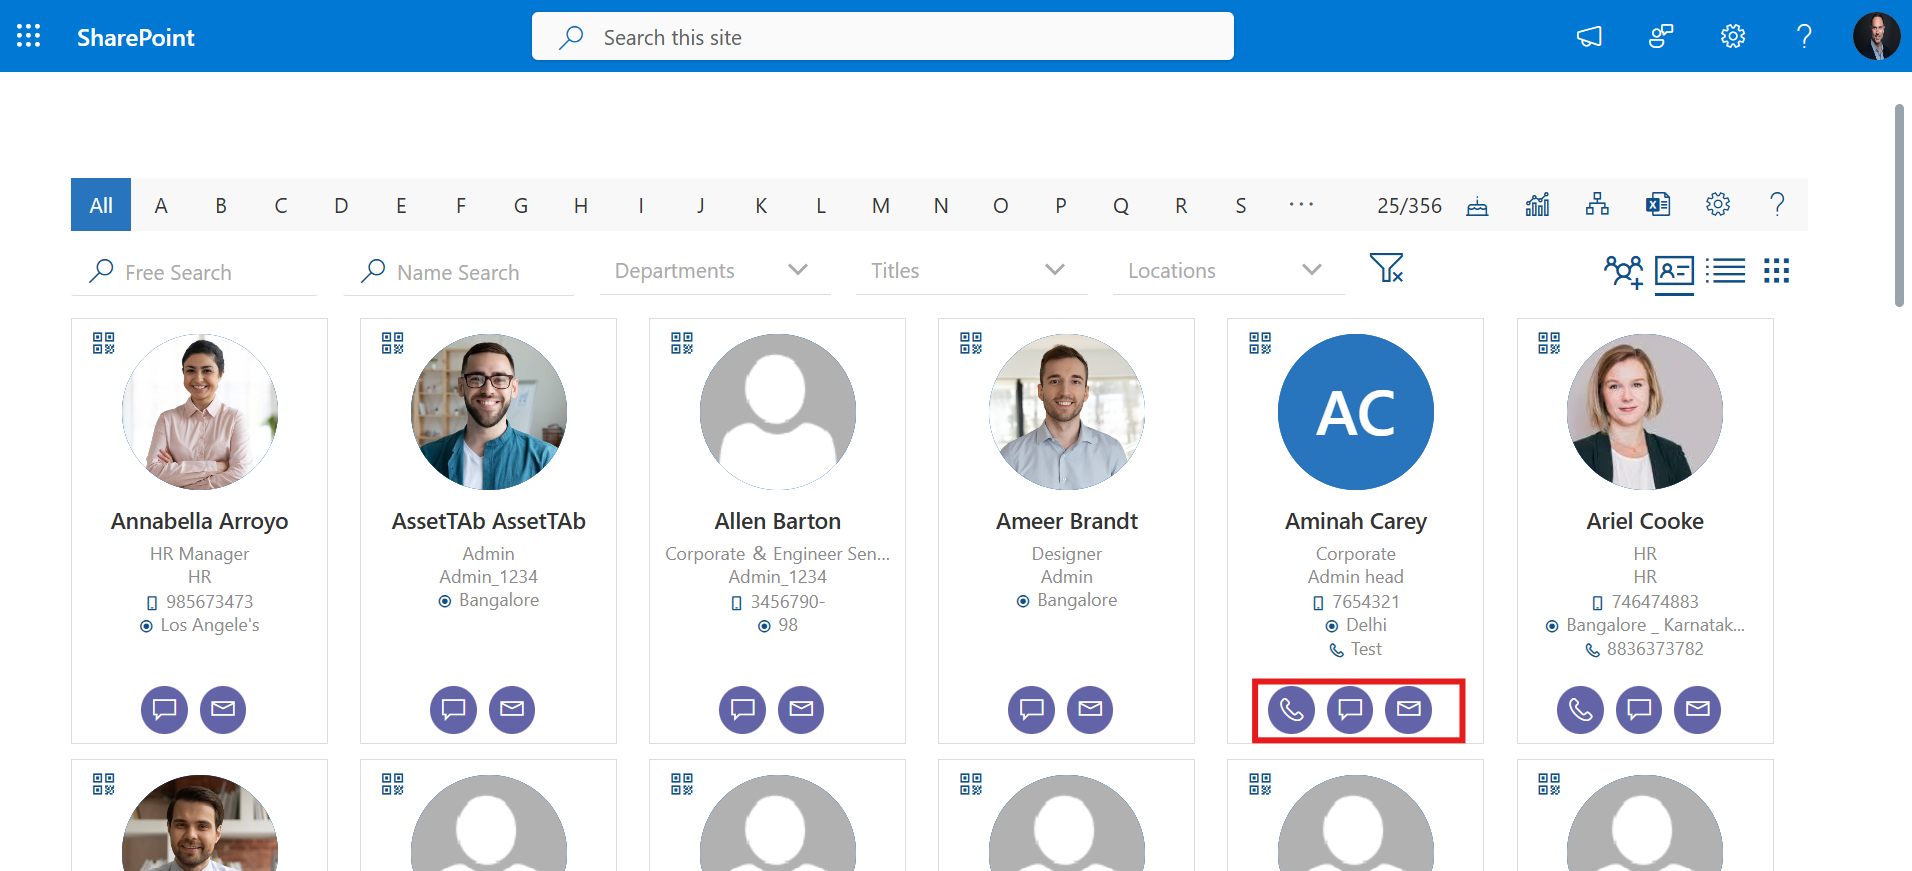 SharePoint
Search this site
All A B C D E F G H I J K L M N O P Q R S ··· 25/356
Free Search Name Search Departments Titles Locations
AC
Annabella Arroyo
HR Manager
HR
985673473
Los Angele's
AssetTAb AssetTAb
Admin
Admin_1234
Bangalore
Allen Barton
Corporate & Engineer Sen...
Admin_1234
3456790-
98
Ameer Brandt
Designer
Admin
Bangalore
Aminah Carey
Corporate
Admin head
7654321
Delhi
Test
Ariel Cooke
HR
HR
746474883
Bangalore _ Karnatak...
8836373782